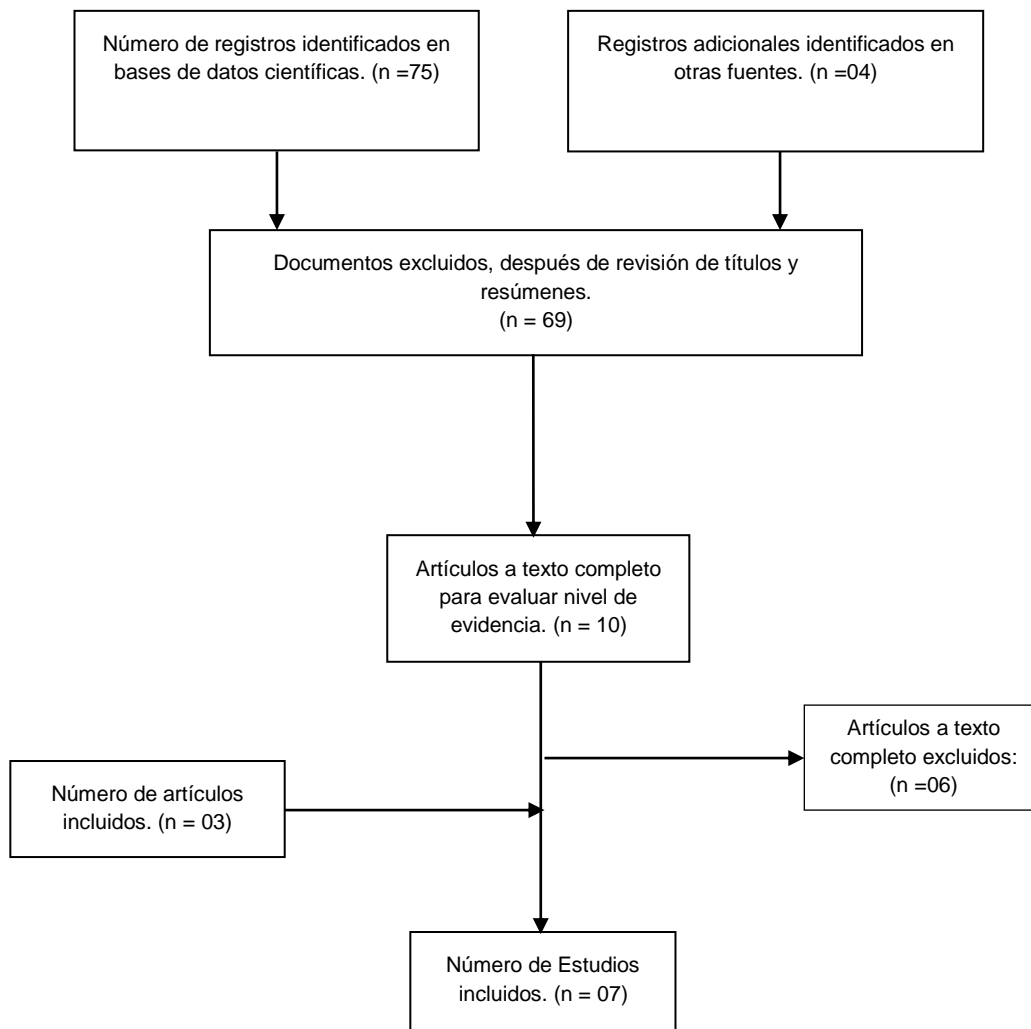 Número de registros identificados en
bases de datos científicas. (n =75)
Registros adicionales identificados en
otras fuentes. (n =04)
Documentos excluidos, después de revisión de títulos y
resúmenes.
(n = 69)
Artículos a texto completo
para evaluar nivel de
evidencia. (n = 10)
Artículos a texto
completo excluidos:
(n =06)
Número de artículos
incluidos. (n = 03)
Número de Estudios
incluidos. (n = 07)